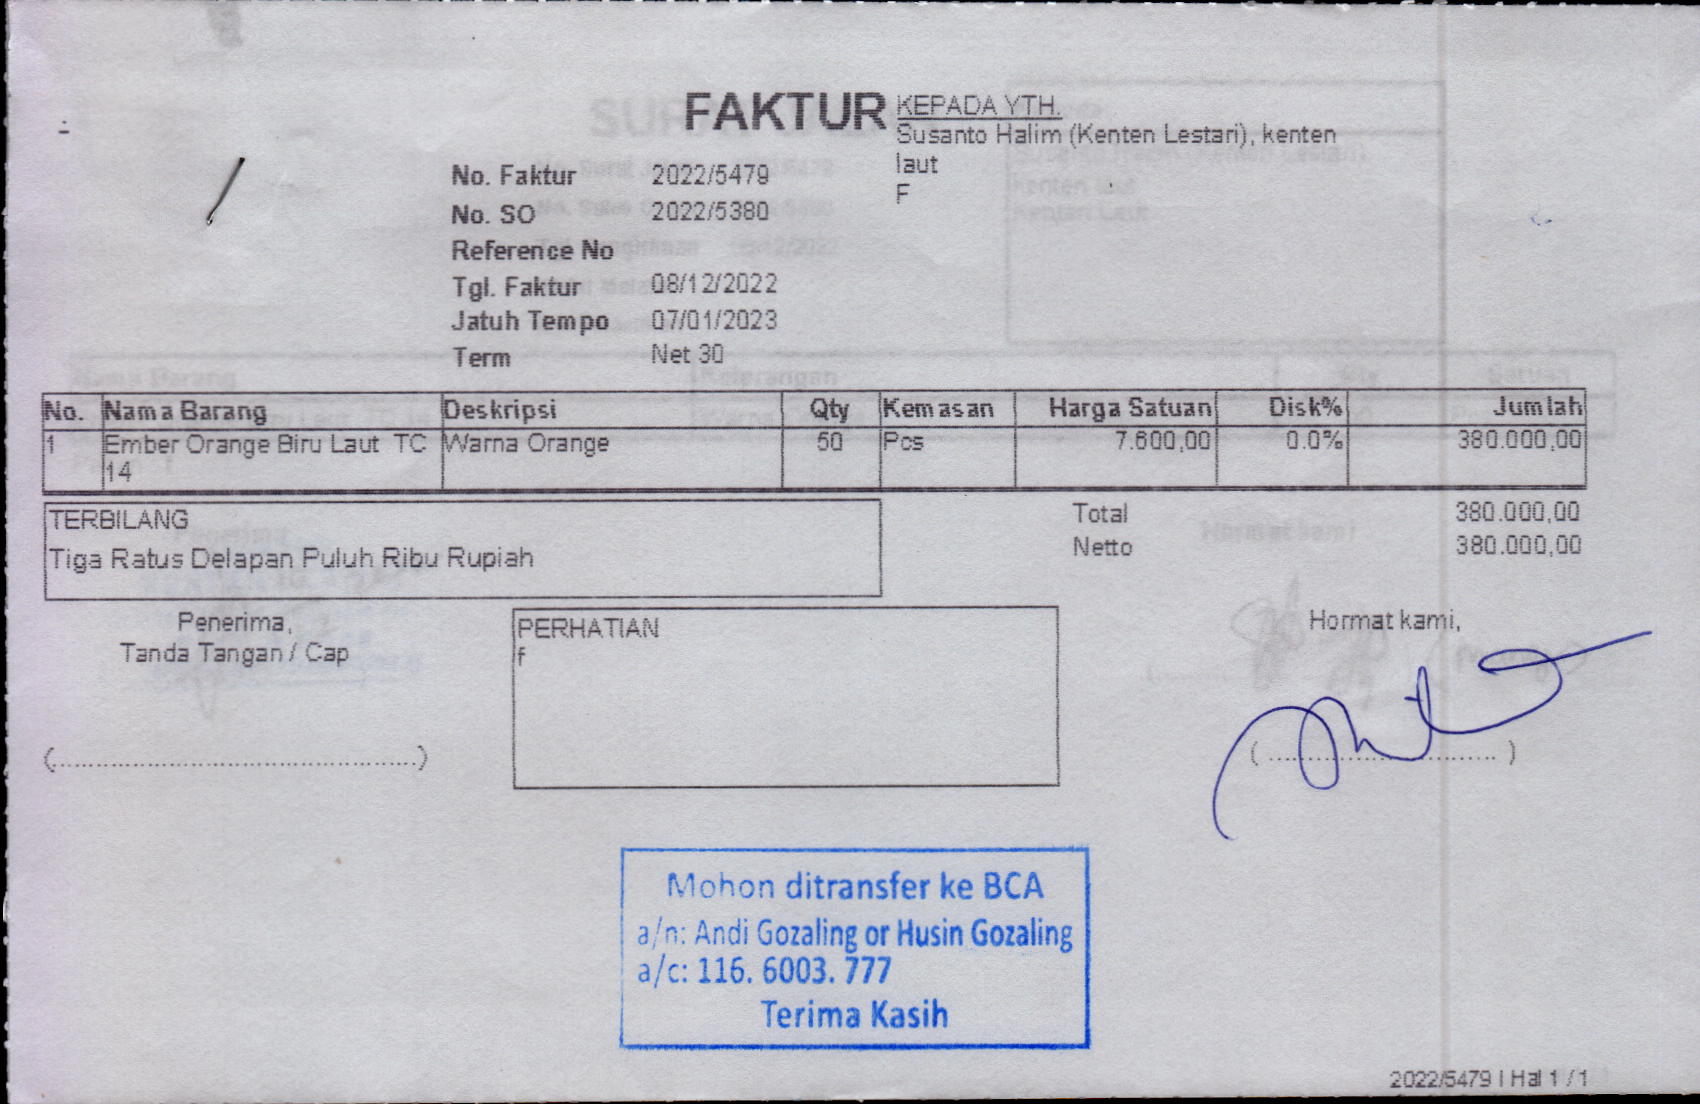 FAKTUR
KEPADA YTH.
Susanto Halim (Kenten Lestari), kenten
laut
F
No. Faktur 2022/5479
No. SO 2022/5380
Reference No
Tgl. Faktur 08/12/2022
Jatuh Tempo 07/01/2023
Term Net 30
No. Nama Barang Deskripsi Qty Kemasan Harga Satuan Disk% Jumlah
1 Ember Orange Biru Laut TC Warna Orange 50 Pcs 7.600,00 0.0% 380.000,00
14
TERBILANG
Tiga Ratus Delapan Puluh Ribu Rupiah
Total 380.000,00
Netto 380.000,00
Penerima,
Tanda Tangan / Cap
(............................................)
PERHATIAN
f
Hormat kami,
(............................)
Mohon ditransfer ke BCA
a/n: Andi Gozaling or Husin Gozaling
a/c: 116. 6003. 777
Terima Kasih
2022/5479 | Hal 1 / 1